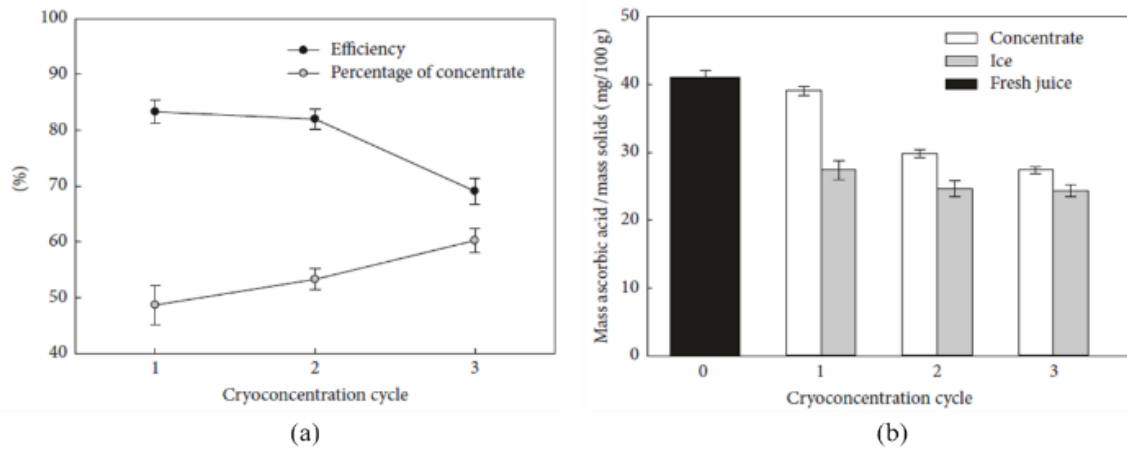 100
90
80
70
60
50
40
(%)
Efficiency
Percentage of concentrate
1 2 3
Cryoconcentration cycle
(a)
50
40
30
20
10
0
Mass ascorbic acid / mass solids (mg/100 g)
Concentrate
Ice
Fresh juice
0 1 2 3
Cryoconcentration cycle
(b)